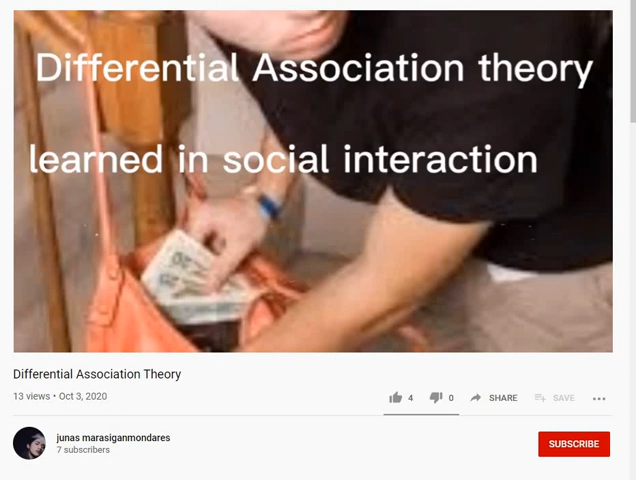 Differential Association theory
learned in social interaction
Differential Association Theory
13 views • Oct 3, 2020
4
0
SHARE
SAVE
junas marasiganmondares
7 subscribers
SUBSCRIBE